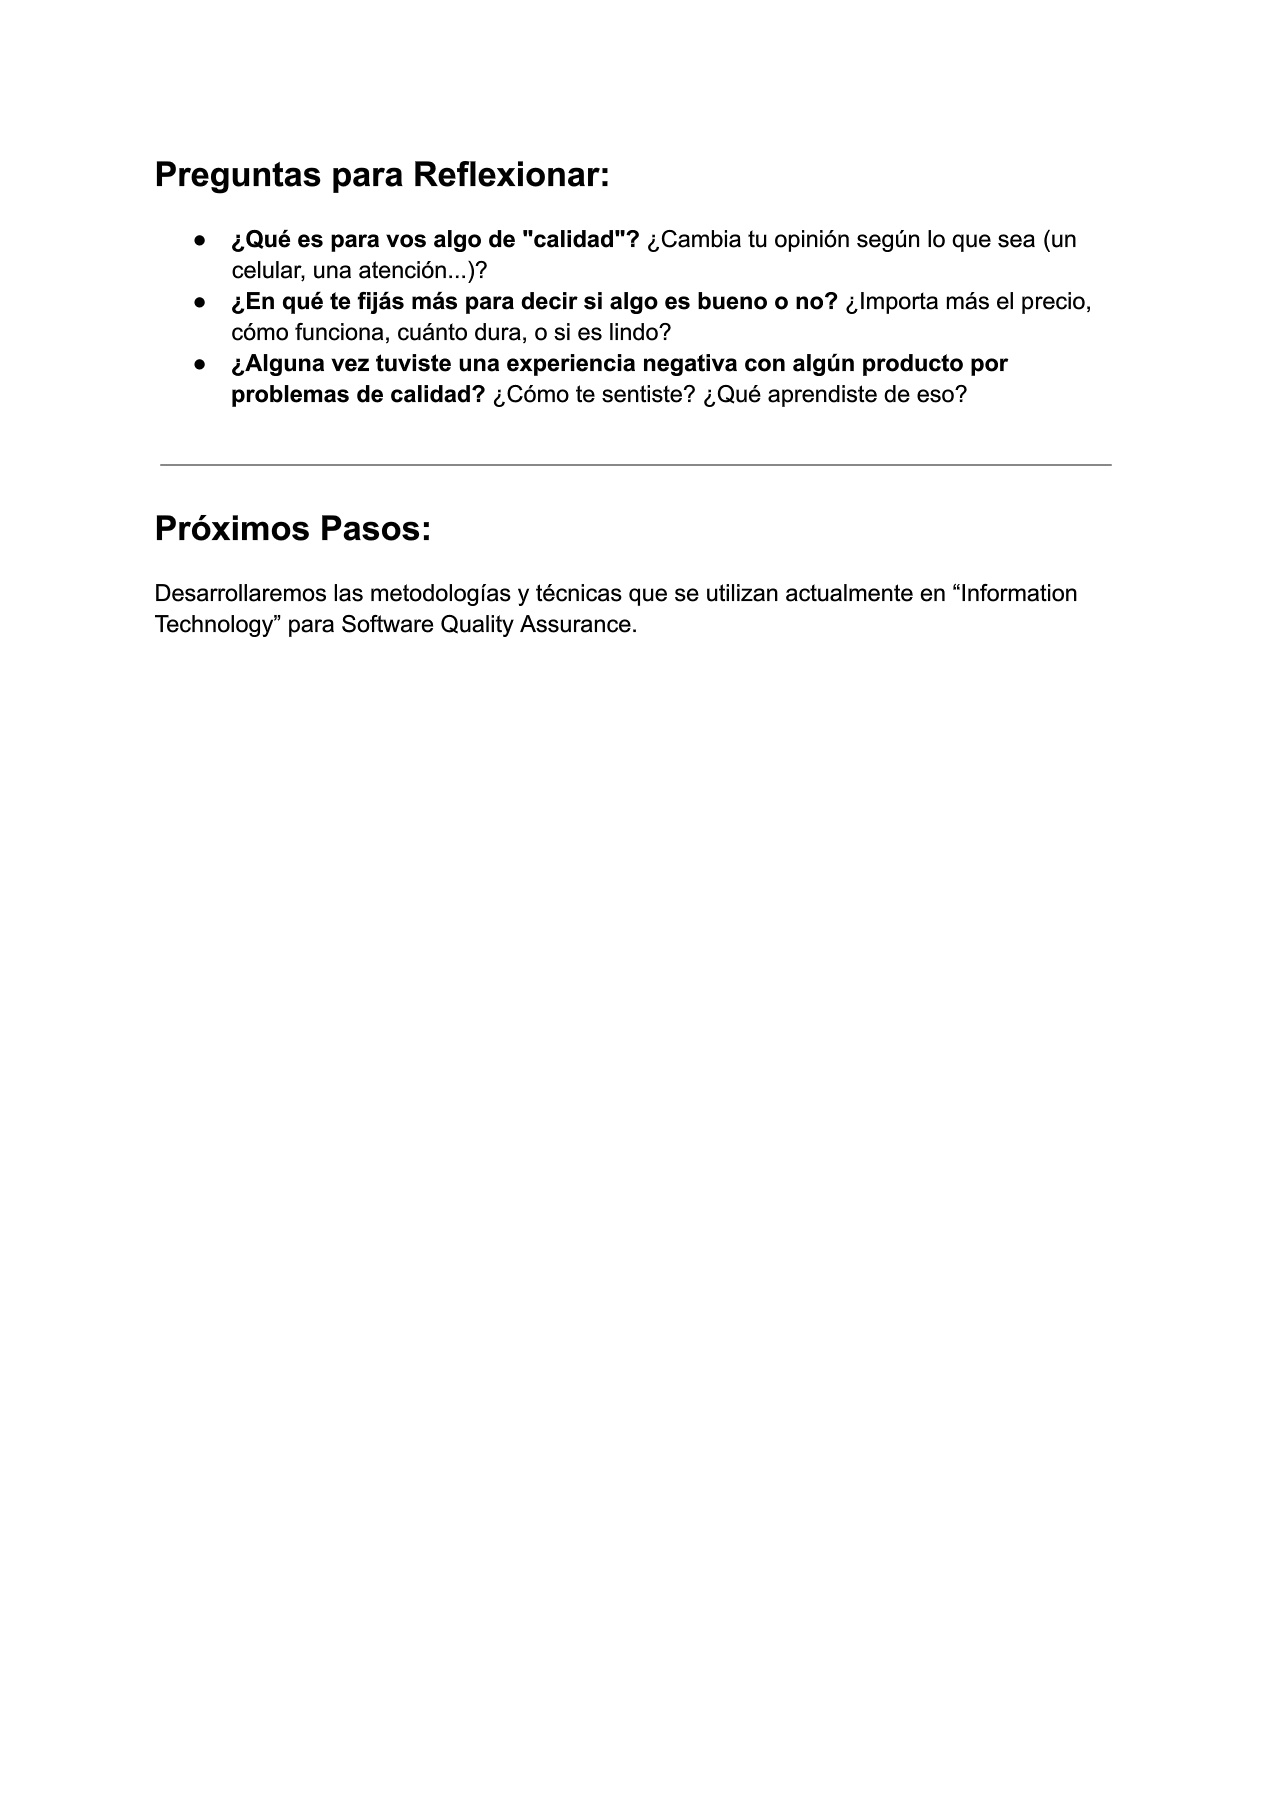 Preguntas para Reflexionar:
● ¿Qué es para vos algo de "calidad"? ¿Cambia tu opinión según lo que sea (un
celular, una atención...)?
● ¿En qué te fijás más para decir si algo es bueno o no? ¿Importa más el precio,
cómo funciona, cuánto dura, o si es lindo?
● ¿Alguna vez tuviste una experiencia negativa con algún producto por
problemas de calidad? ¿Cómo te sentiste? ¿Qué aprendiste de eso?
Próximos Pasos:
Desarrollaremos las metodologías y técnicas que se utilizan actualmente en “Information
Technology” para Software Quality Assurance.